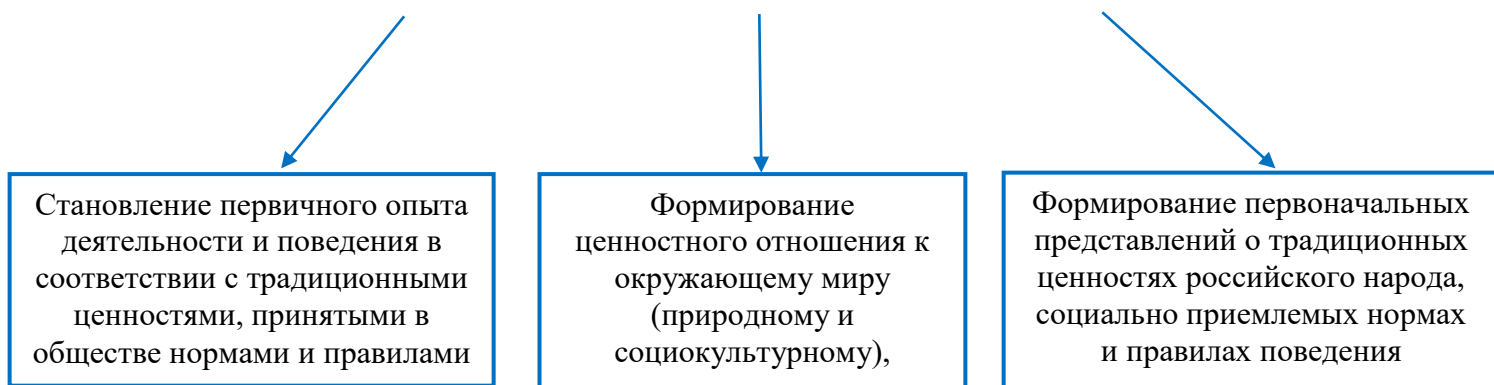 Становление первичного опыта
деятельности и поведения в
соответствии с традиционными
ценностями, принятыми в
обществе нормами и правилами
Формирование
ценностного отношения к
окружающему миру
(природному и
социокультурному),
Формирование первоначальных
представлений о традиционных
ценностях российского народа,
социально приемлемых нормах
и правилах поведения